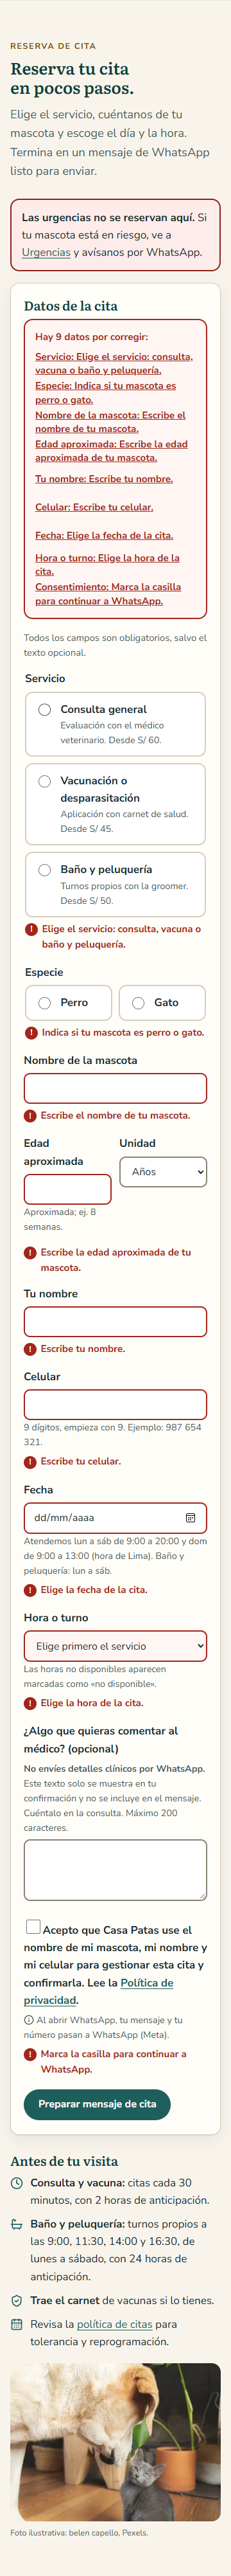 RESERVA DE CITA
Reserva tu cita
en pocos pasos.
Elige el servicio, cuéntanos de tu
mascota y escoge el día y la hora.
Termina en un mensaje de WhatsApp
listo para enviar.
Las urgencias no se reservan aquí. Si
tu mascota está en riesgo, ve a
Urgencias y avísanos por WhatsApp.
Datos de la cita
Hay 9 datos por corregir:
Servicio: Elige el servicio: consulta,
vacuna o baño y peluquería.
Especie: Indica si tu mascota es
perro o gato.
Nombre de la mascota: Escribe el
nombre de tu mascota.
Edad aproximada: Escribe la edad
aproximada de tu mascota.
Tu nombre: Escribe tu nombre.
Celular: Escribe tu celular.
Fecha: Elige la fecha de la cita.
Hora o turno: Elige la hora de la
cita.
Consentimiento: Marca la casilla
para continuar a WhatsApp.
Todos los campos son obligatorios, salvo el
texto opcional.
Servicio
Consulta general
Evaluación con el médico
veterinario. Desde S/ 60.
Vacunación o
desparasitación
Aplicación con carnet de salud.
Desde S/ 45.
Baño y peluquería
Turnos propios con la groomer.
Desde S/ 50.
! Elige el servicio: consulta, vacuna o
baño y peluquería.
Especie
Perro Gato
! Indica si tu mascota es perro o gato.
Nombre de la mascota
! Escribe el nombre de tu mascota.
Edad
aproximada
Unidad
Años
Aproximada; ej. 8
semanas.
! Escribe la edad aproximada de tu
mascota.
Tu nombre
! Escribe tu nombre.
Celular
9 dígitos, empieza con 9. Ejemplo: 987 654
321.
! Escribe tu celular.
Fecha
dd/mm/aaaa
Atendemos lun a sáb de 9:00 a 20:00 y dom
de 9:00 a 13:00 (hora de Lima). Baño y
peluquería: lun a sáb.
! Elige la fecha de la cita.
Hora o turno
Elige primero el servicio
Las horas no disponibles aparecen
marcadas como «no disponible».
! Elige la hora de la cita.
¿Algo que quieras comentar al
médico? (opcional)
No envíes detalles clínicos por WhatsApp.
Este texto solo se muestra en tu
confirmación y no se incluye en el mensaje.
Cuéntalo en la consulta. Máximo 200
caracteres.
Acepto que Casa Patas use el
nombre de mi mascota, mi nombre y
mi celular para gestionar esta cita y
confirmarla. Lee la Política de
privacidad.
Al abrir WhatsApp, tu mensaje y tu
número pasan a WhatsApp (Meta).
! Marca la casilla para continuar a
WhatsApp.
Preparar mensaje de cita
Antes de tu visita
Consulta y vacuna: citas cada 30
minutos, con 2 horas de anticipación.
Baño y peluquería: turnos propios a
las 9:00, 11:30, 14:00 y 16:30, de
lunes a sábado, con 24 horas de
anticipación.
Trae el carnet de vacunas si lo tienes.
Revisa la política de citas para
tolerancia y reprogramación.
Foto ilustrativa: belen capello, Pexels.